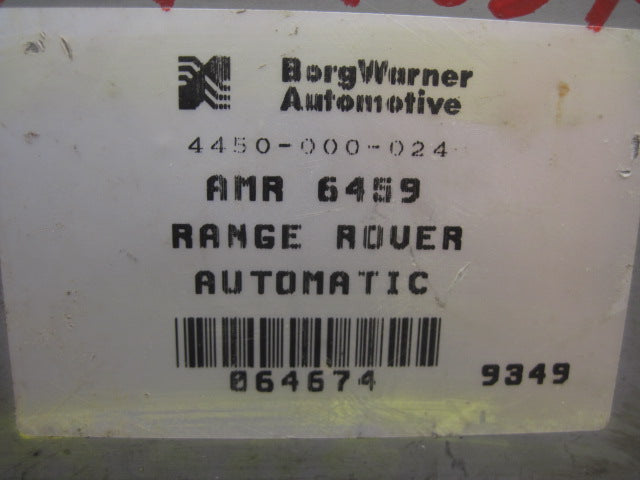 BorgWarner
Automotive
4450-000-024
AMR 6459
RANGE ROVER
AUTOMATIC
064674
9349